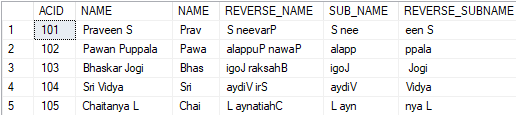 ACID NAME NAME REVERSE_NAME SUB_NAME REVERSE_SUBNAME
1 101 Praveen S Prav S neevarP S nee een S
2 102 Pawan Puppala Pawa alappuP nawaP alapp ppala
3 103 Bhaskar Jogi Bhas igoJ raksahB igoJ Jogi
4 104 Sri Vidya Sri aydiV irS aydiV Vidya
5 105 Chaitanya L Chai L aynatiahC L ayn nya L